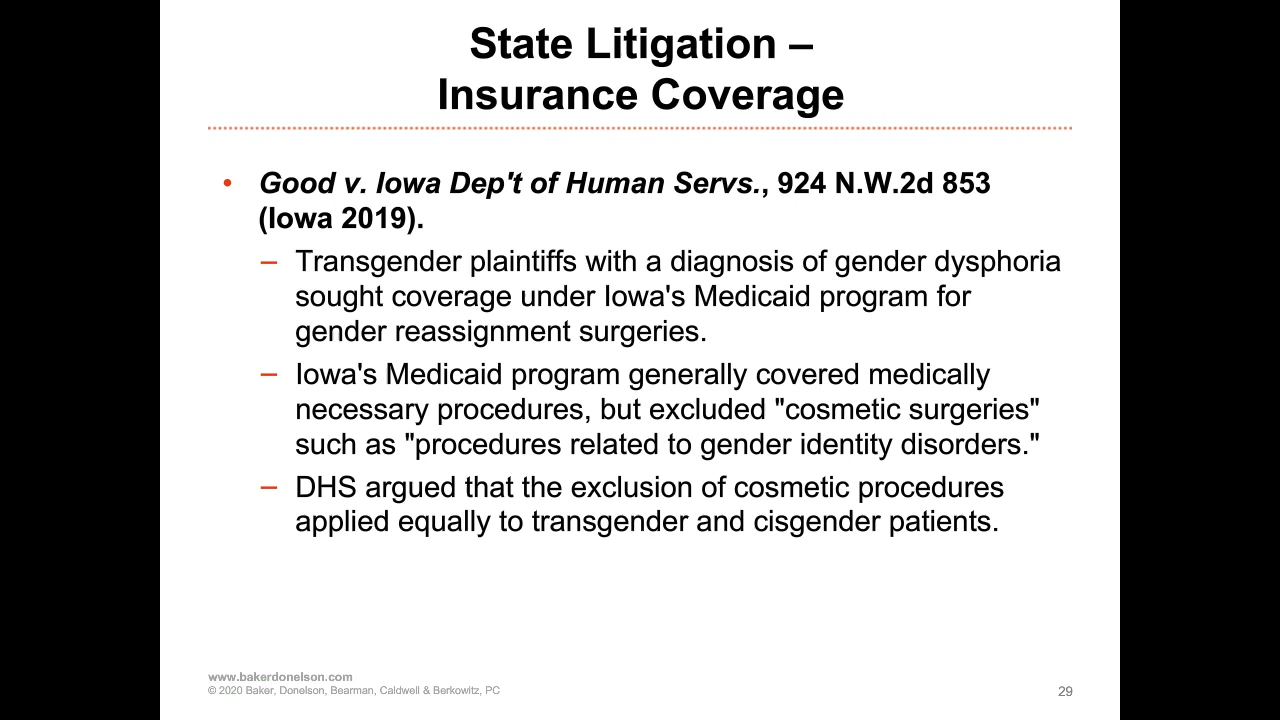 State Litigation –
Insurance Coverage
• Good v. Iowa Dep't of Human Servs., 924 N.W.2d 853
(Iowa 2019).
– Transgender plaintiffs with a diagnosis of gender dysphoria
sought coverage under Iowa's Medicaid program for
gender reassignment surgeries.
– Iowa's Medicaid program generally covered medically
necessary procedures, but excluded "cosmetic surgeries"
such as "procedures related to gender identity disorders."
– DHS argued that the exclusion of cosmetic procedures
applied equally to transgender and cisgender patients.
www.bakerdonelson.com
© 2020 Baker, Donelson, Bearman, Caldwell & Berkowitz, PC
29